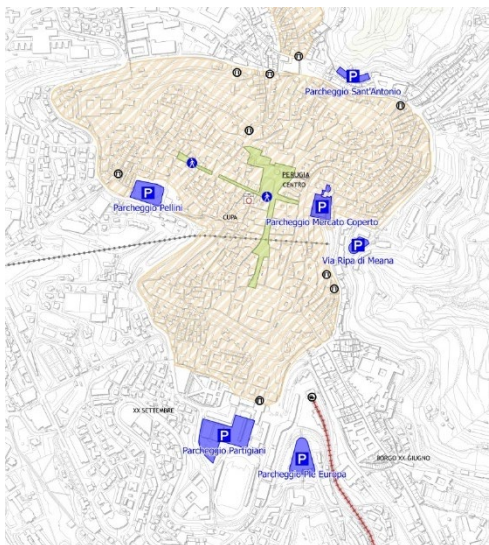 P
Parcheggio Sant'Antonio
PERUGIA
CENTRO
P
Parcheggio Pellini
P
Parcheggio Mercato Coperto
CUPA
P
Via Ripa di Meana
XX SETTEMBRE
P
Parcheggio Partigiani
P
Parcheggio Ple Europa
BORGO XX GIUGNO